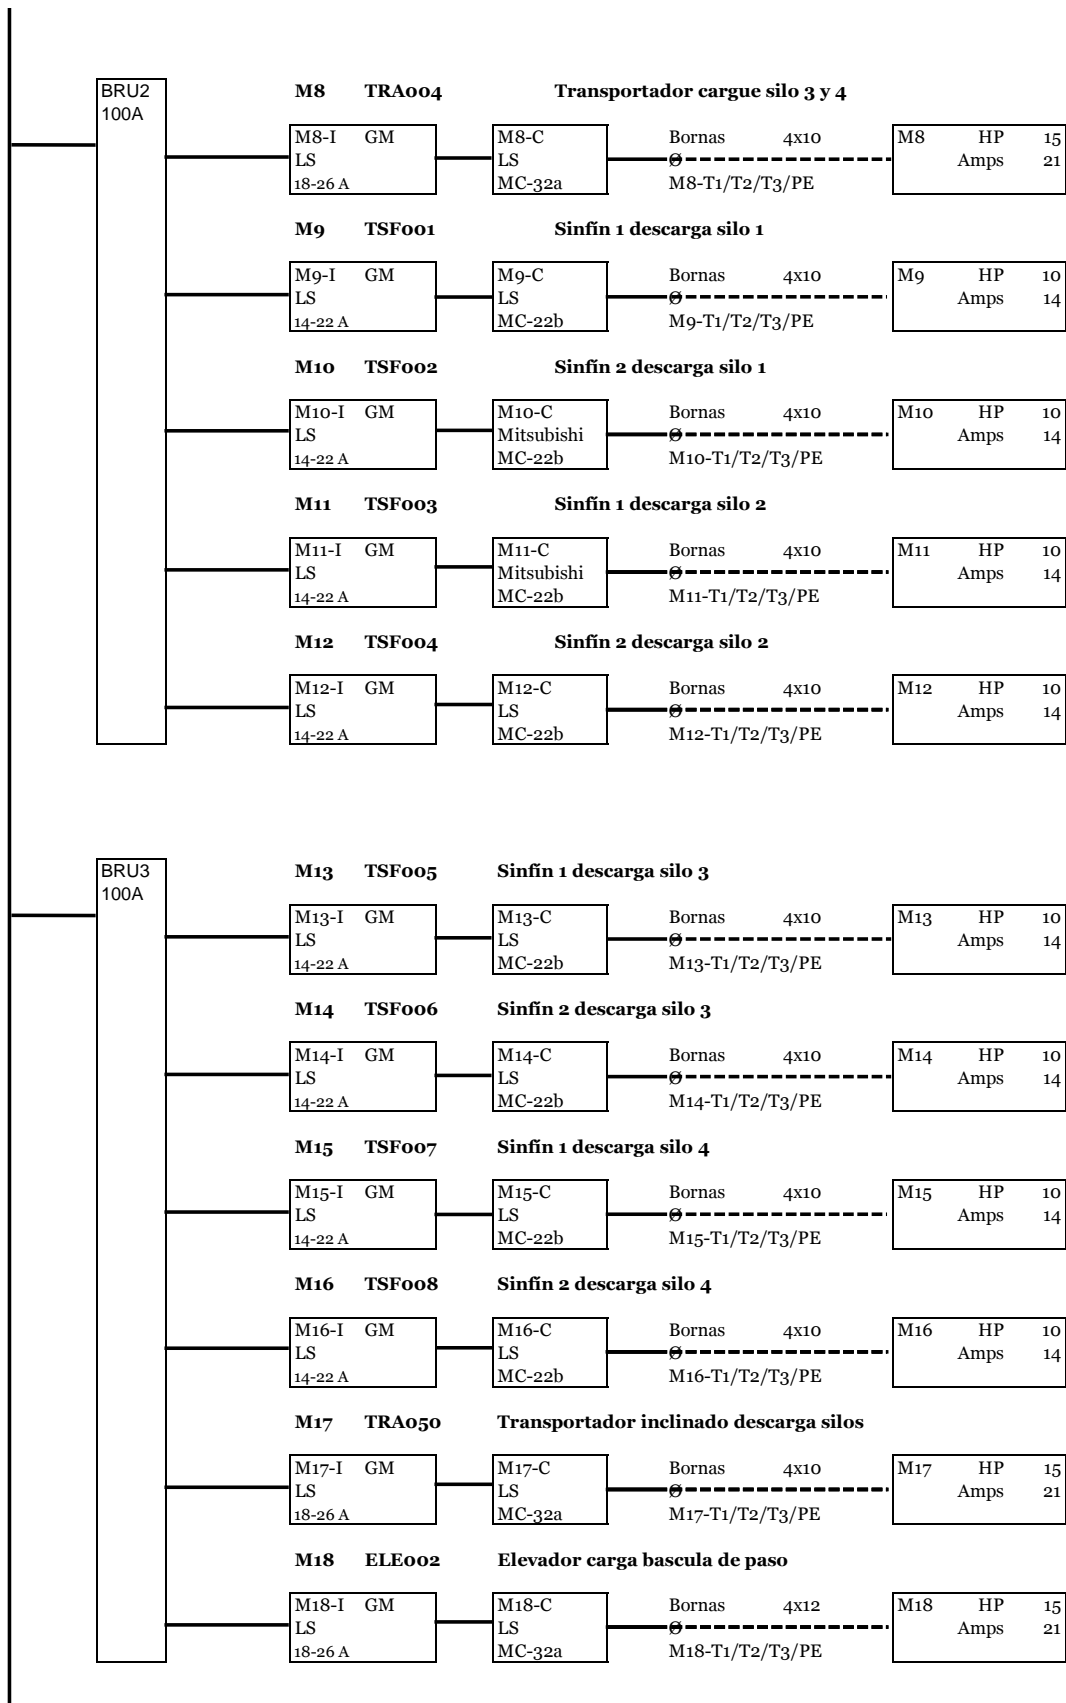 BRU2
100A
M8 TRA004 Transportador cargue silo 3 y 4
M8-I GM M8-C Bornas 4x10 M8 HP 15
LS LS Ø Amps 21
18-26 A MC-32a M8-T1/T2/T3/PE
M9 TSF001 Sinfín 1 descarga silo 1
M9-I GM M9-C Bornas 4x10 M9 HP 10
LS LS Ø Amps 14
14-22 A MC-22b M9-T1/T2/T3/PE
M10 TSF002 Sinfín 2 descarga silo 1
M10-I GM M10-C Bornas 4x10 M10 HP 10
LS Mitsubishi Ø Amps 14
14-22 A MC-22b M10-T1/T2/T3/PE
M11 TSF003 Sinfín 1 descarga silo 2
M11-I GM M11-C Bornas 4x10 M11 HP 10
LS Mitsubishi Ø Amps 14
14-22 A MC-22b M11-T1/T2/T3/PE
M12 TSF004 Sinfín 2 descarga silo 2
M12-I GM M12-C Bornas 4x10 M12 HP 10
LS LS Ø Amps 14
14-22 A MC-22b M12-T1/T2/T3/PE
BRU3
100A
M13 TSF005 Sinfín 1 descarga silo 3
M13-I GM M13-C Bornas 4x10 M13 HP 10
LS LS Ø Amps 14
14-22 A MC-22b M13-T1/T2/T3/PE
M14 TSF006 Sinfín 2 descarga silo 3
M14-I GM M14-C Bornas 4x10 M14 HP 10
LS LS Ø Amps 14
14-22 A MC-22b M14-T1/T2/T3/PE
M15 TSF007 Sinfín 1 descarga silo 4
M15-I GM M15-C Bornas 4x10 M15 HP 10
LS LS Ø Amps 14
14-22 A MC-22b M15-T1/T2/T3/PE
M16 TSF008 Sinfín 2 descarga silo 4
M16-I GM M16-C Bornas 4x10 M16 HP 10
LS LS Ø Amps 14
14-22 A MC-22b M16-T1/T2/T3/PE
M17 TRA050 Transportador inclinado descarga silos
M17-I GM M17-C Bornas 4x10 M17 HP 15
LS LS Ø Amps 21
18-26 A MC-32a M17-T1/T2/T3/PE
M18 ELE002 Elevador carga bascula de paso
M18-I GM M18-C Bornas 4x12 M18 HP 15
LS LS Ø Amps 21
18-26 A MC-32a M18-T1/T2/T3/PE